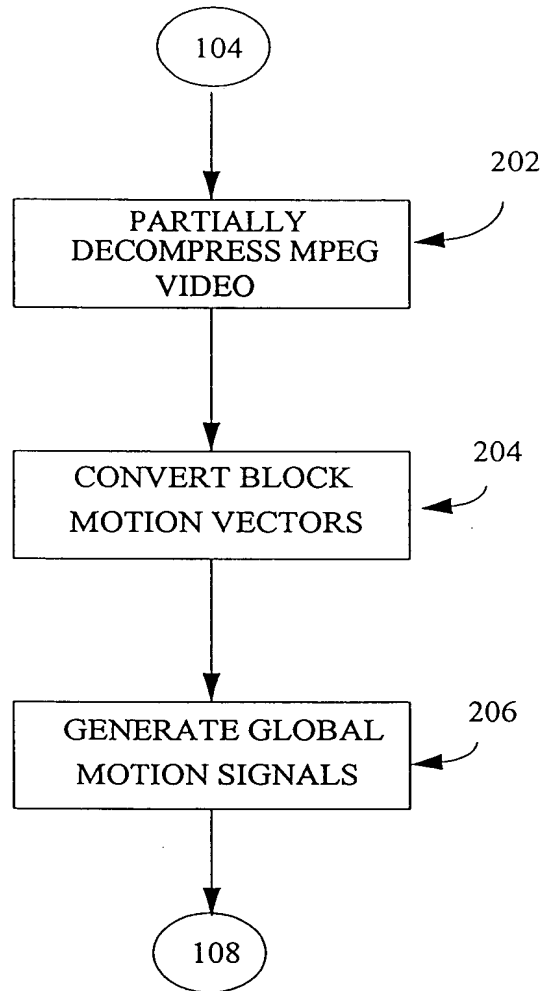 104
202
PARTIALLY
DECOMPRESS MPEG
VIDEO
204
CONVERT BLOCK
MOTION VECTORS
206
GENERATE GLOBAL
MOTION SIGNALS
108